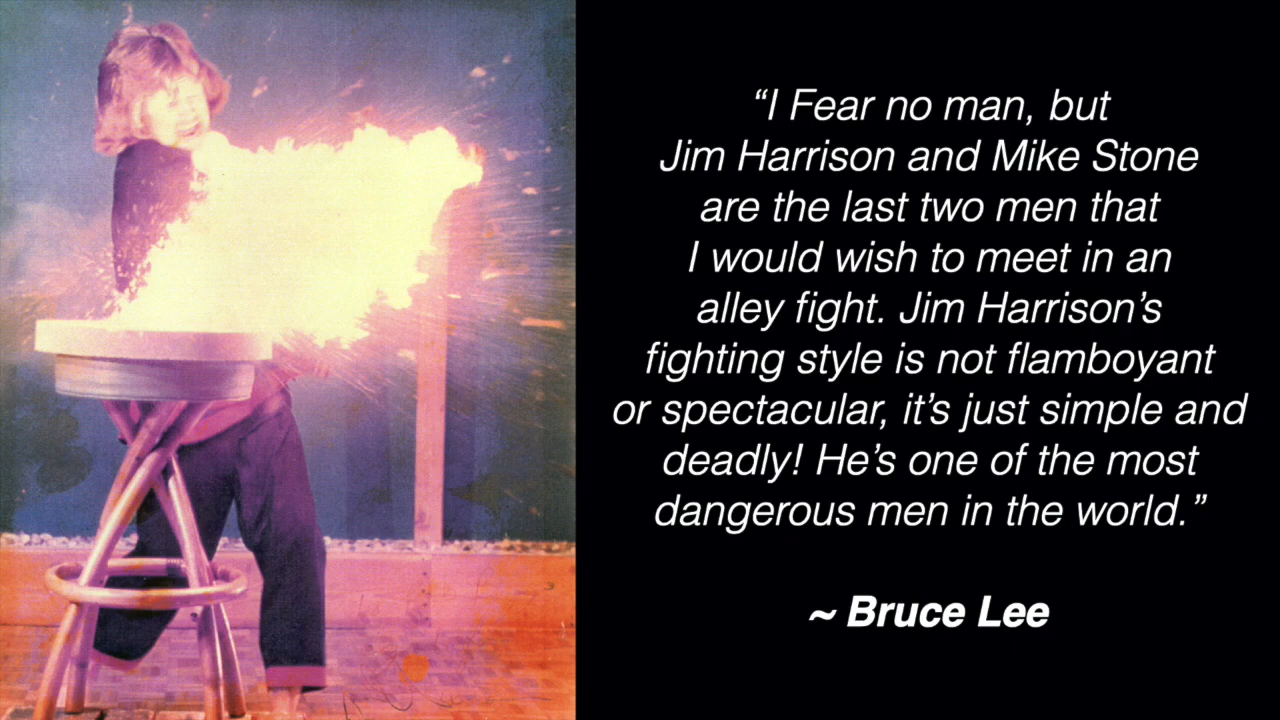 “I Fear no man, but
Jim Harrison and Mike Stone
are the last two men that
I would wish to meet in an
alley fight. Jim Harrison’s
fighting style is not flamboyant
or spectacular, it’s just simple and
deadly! He’s one of the most
dangerous men in the world.”
~ Bruce Lee